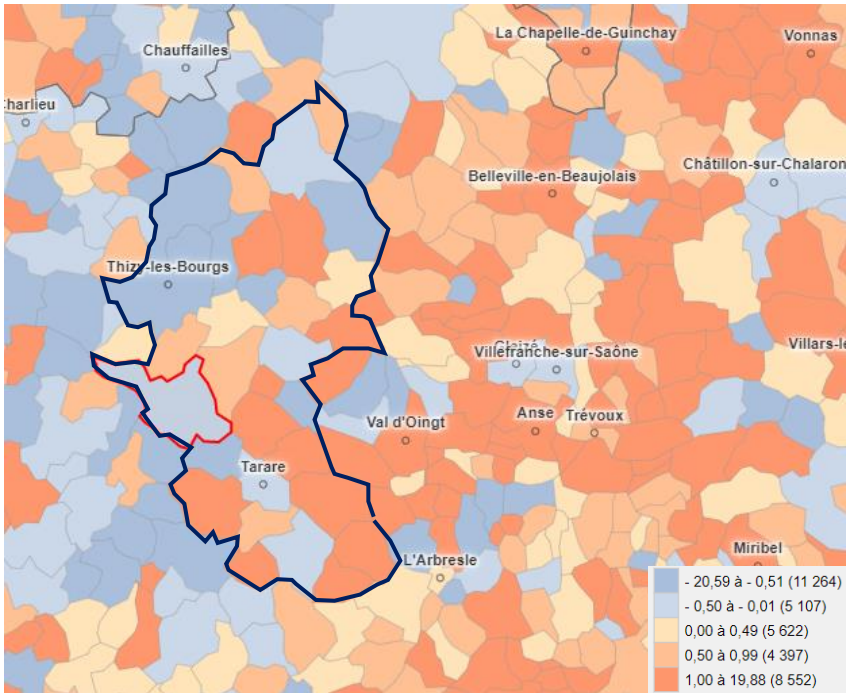 Chauffailles
La Chapelle-de-Guinchay
Vonnas
Charlieu
Châtillon-sur-Chalaron
Belleville-en-Beaujolais
Thizy-les-Bourgs
Gleizé
Villefranche-sur-Saône
Villars-le
Val d'Oingt
Anse
Trévoux
Tarare
L'Arbresle
Miribel
- 20,59 à - 0,51 (11 264)
- 0,50 à - 0,01 (5 107)
0,00 à 0,49 (5 622)
0,50 à 0,99 (4 397)
1,00 à 19,88 (8 552)